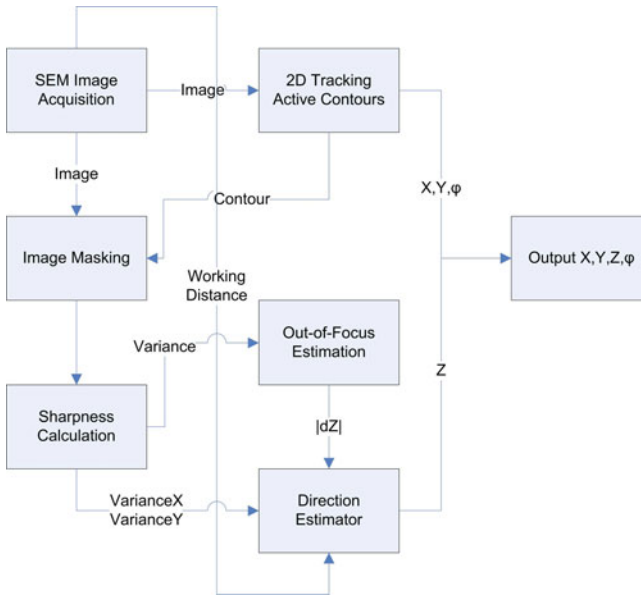 SEM Image
Acquisition
Image
2D Tracking
Active Contours
Image
X,Y,φ
Contour
Image Masking
Output X,Y,Z,φ
Working
Distance
Out-of-Focus
Estimation
Variance
Z
Sharpness
Calculation
|dZ|
VarianceX
VarianceY
Direction
Estimator